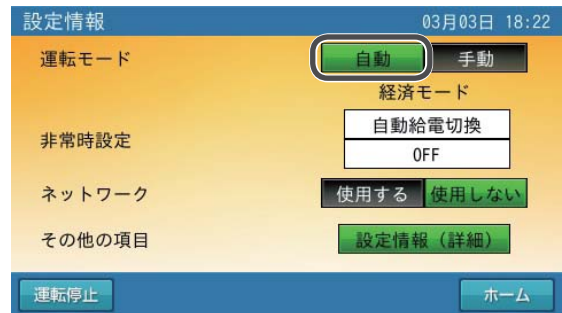 設定情報 03月03日 18:22
運転モード 自動 手動
経済モード
非常時設定 自動給電切換
OFF
ネットワーク 使用する 使用しない
その他の項目 設定情報（詳細）
運転停止 ホーム